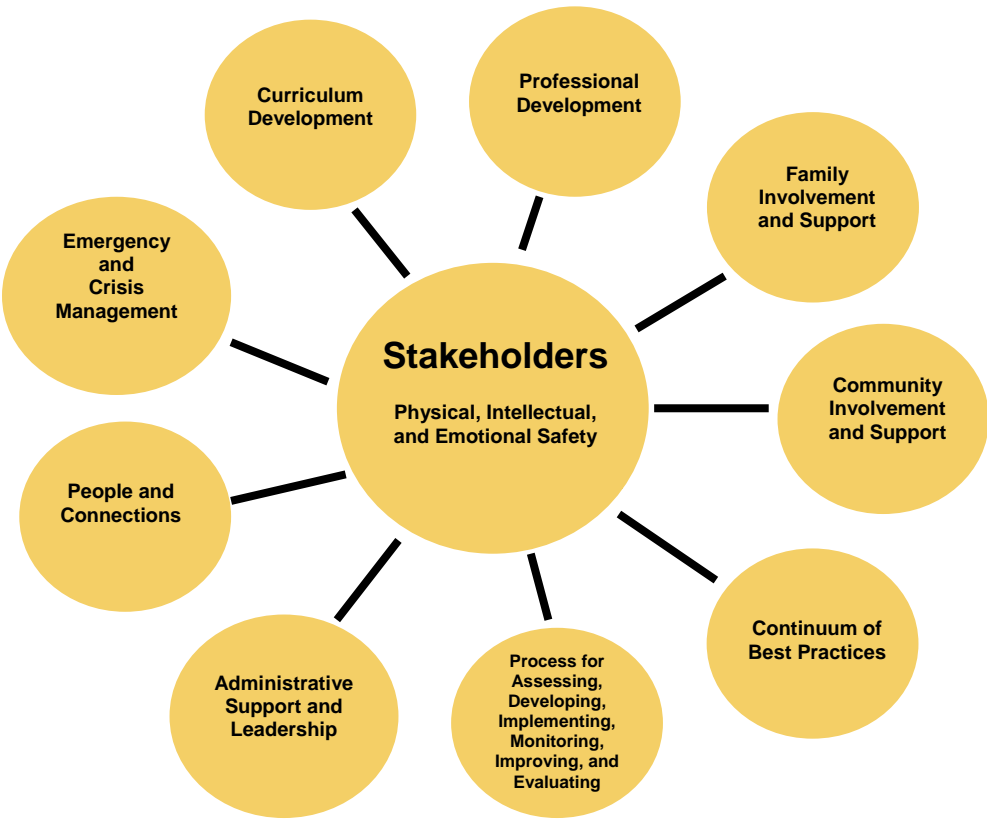 Curriculum
Development
Professional
Development
Family
Involvement
and Support
Emergency
and
Crisis
Management
Stakeholders
Physical, Intellectual,
and Emotional Safety
Community
Involvement
and Support
People and
Connections
Continuum of
Best Practices
Administrative
Support and
Leadership
Process for
Assessing,
Developing,
Implementing,
Monitoring,
Improving, and
Evaluating